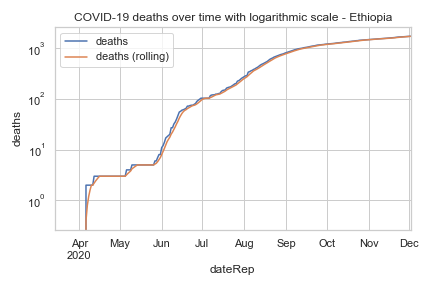 COVID-19 deaths over time with logarithmic scale - Ethiopia
deaths
deaths (rolling)
10³
10²
10¹
10⁰
deaths
Apr May Jun Jul Aug Sep Oct Nov Dec
2020
dateRep